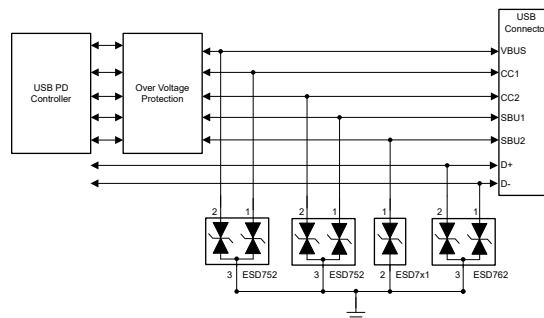 USB PD
Controller
Over Voltage
Protection
USB
Connector
VBUS
CC1
CC2
SBU1
SBU2
D+
D-
2 1
2 1
1
2 1
3 ESD752
3 ESD752
2 ESD7x1
3 ESD762